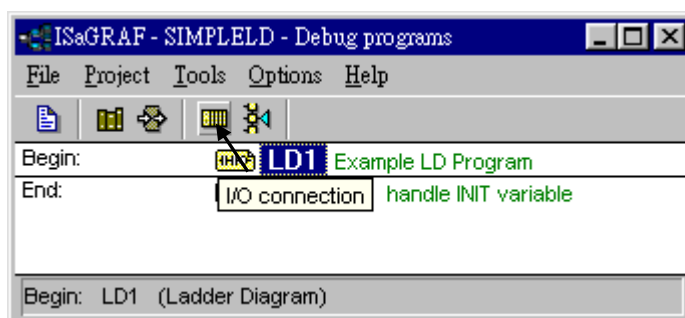 ISaGRAF - SIMPLELD - Debug programs
File Project Tools Options Help
Begin: LD1 Example LD Program
End: handle INIT variable
I/O connection
Begin: LD1 (Ladder Diagram)